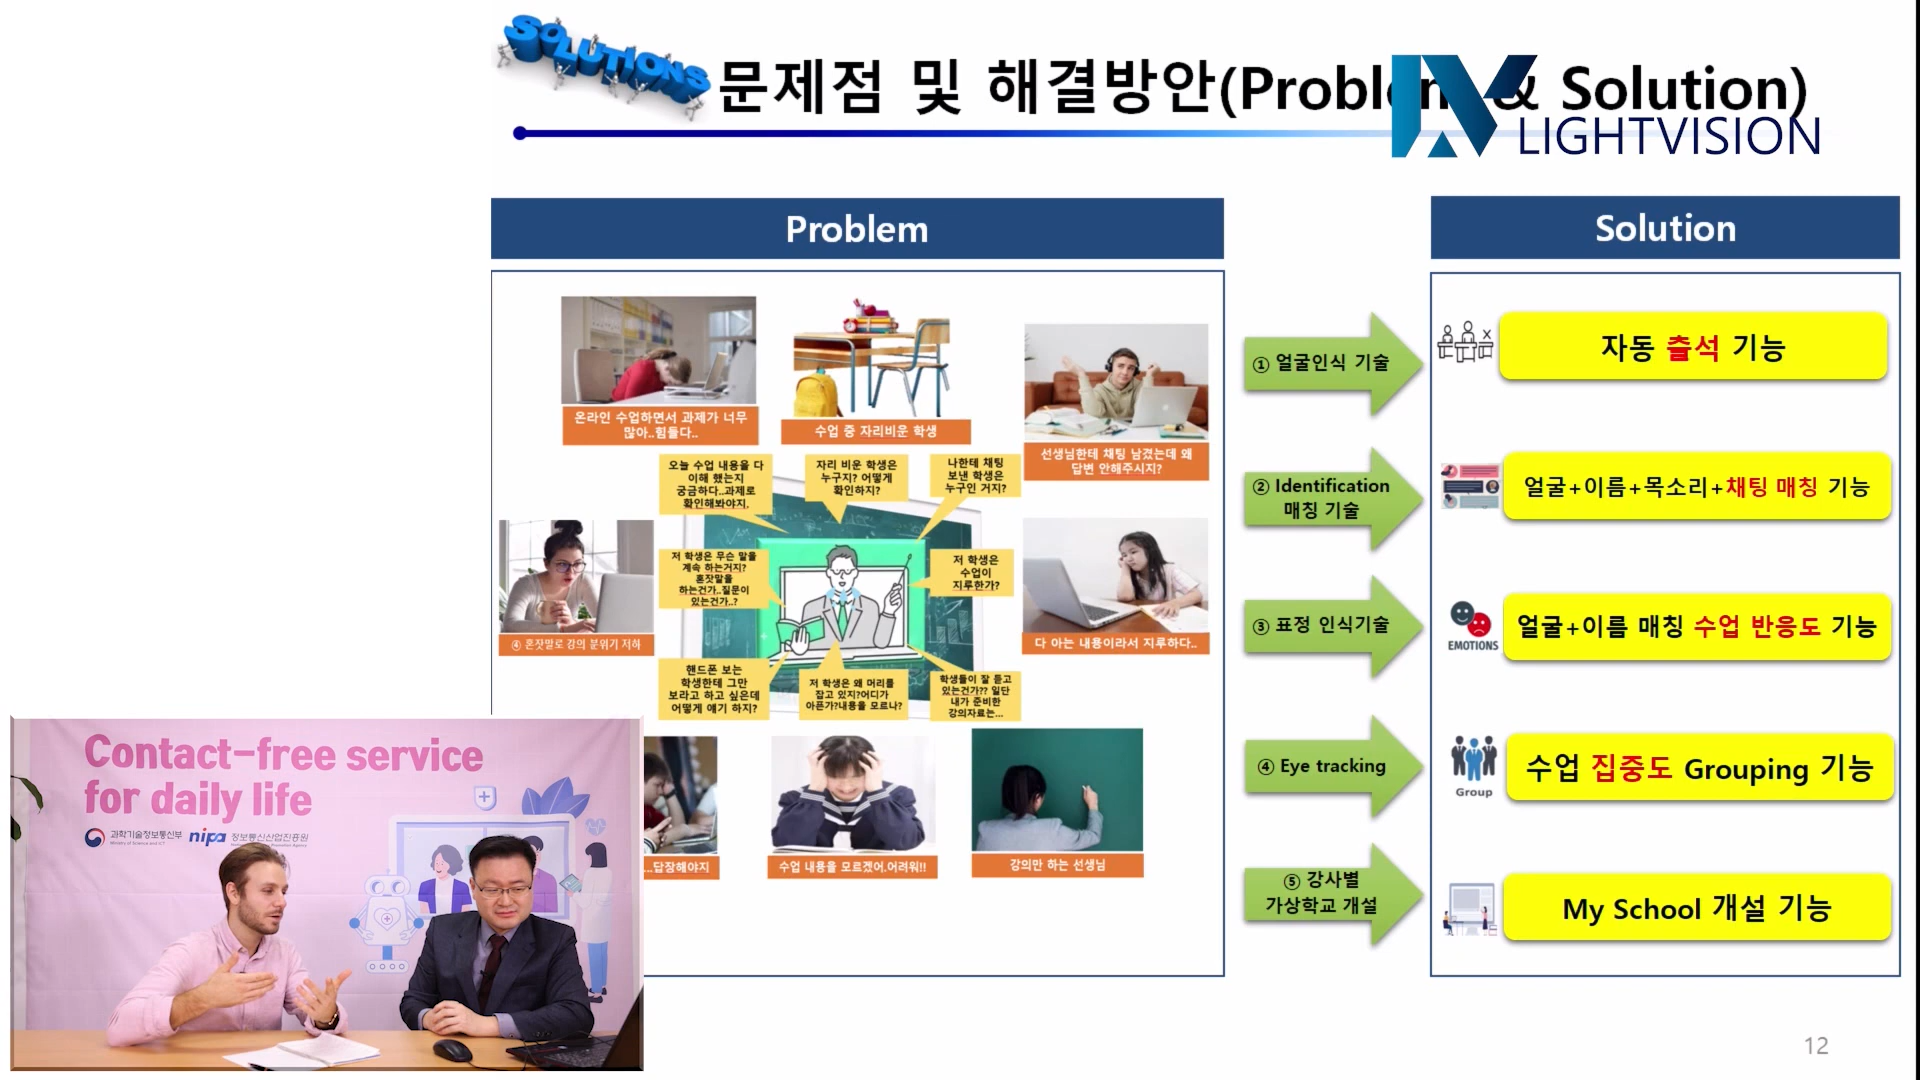 SOLUTIONS
문제점 및 해결방안(Problem & Solution)
LIGHTVISION
Problem
Solution
온라인 수업하면서 과제가 너무
많아..힘들다..
수업 중 자리비운 학생
선생님한테 채팅 남겼는데 왜
답변 안해주시지?
오늘 수업 내용을 다
이해 했는지
궁금하다..과제로
확인해봐야지.
자리 비운 학생은
누구지? 어떻게
확인하지?
나한테 채팅
보낸 학생은
누구인 거지?
저 학생은 무슨 말을
계속 하는거지?
혼잣말을
하는건가..질문이
있는건가..?
저 학생은
수업이
지루한가?
④ 혼잣말로 강의 분위기 저하
다 아는 내용이라서 지루하다..
핸드폰 보는
학생한테 그만
보라고 하고 싶은데
어떻게 얘기 하지?
저 학생은 왜 머리를
잡고 있지?어디가
아픈가?내용을 모르나?
학생들이 잘 듣고
있는건가?? 일단
내가 준비한
강의자료는...
...답장해야지
수업 내용을 모르겠어.어려워!!
강의만 하는 선생님
① 얼굴인식 기술
② Identification
매칭 기술
③ 표정 인식기술
④ Eye tracking
⑤ 강사별
가상학교 개설
자동 출석 기능
얼굴+이름+목소리+채팅 매칭 기능
EMOTIONS
얼굴+이름 매칭 수업 반응도 기능
Group
수업 집중도 Grouping 기능
My School 개설 기능
Contact-free service
for daily life
과학기술정보통신부
Ministry of Science and ICT
nipa 정보통신산업진흥원
12